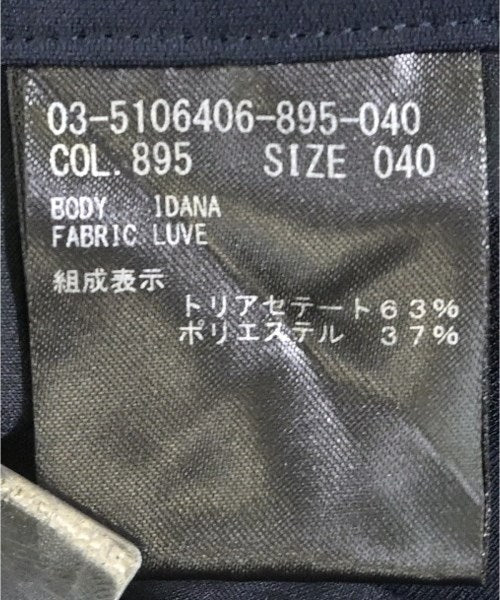 03-5106406-895-040
COL. 895 SIZE 040
BODY IDANA
FABRIC LUVE
組成表示
トリアセテート63%
ポリエステル 37%